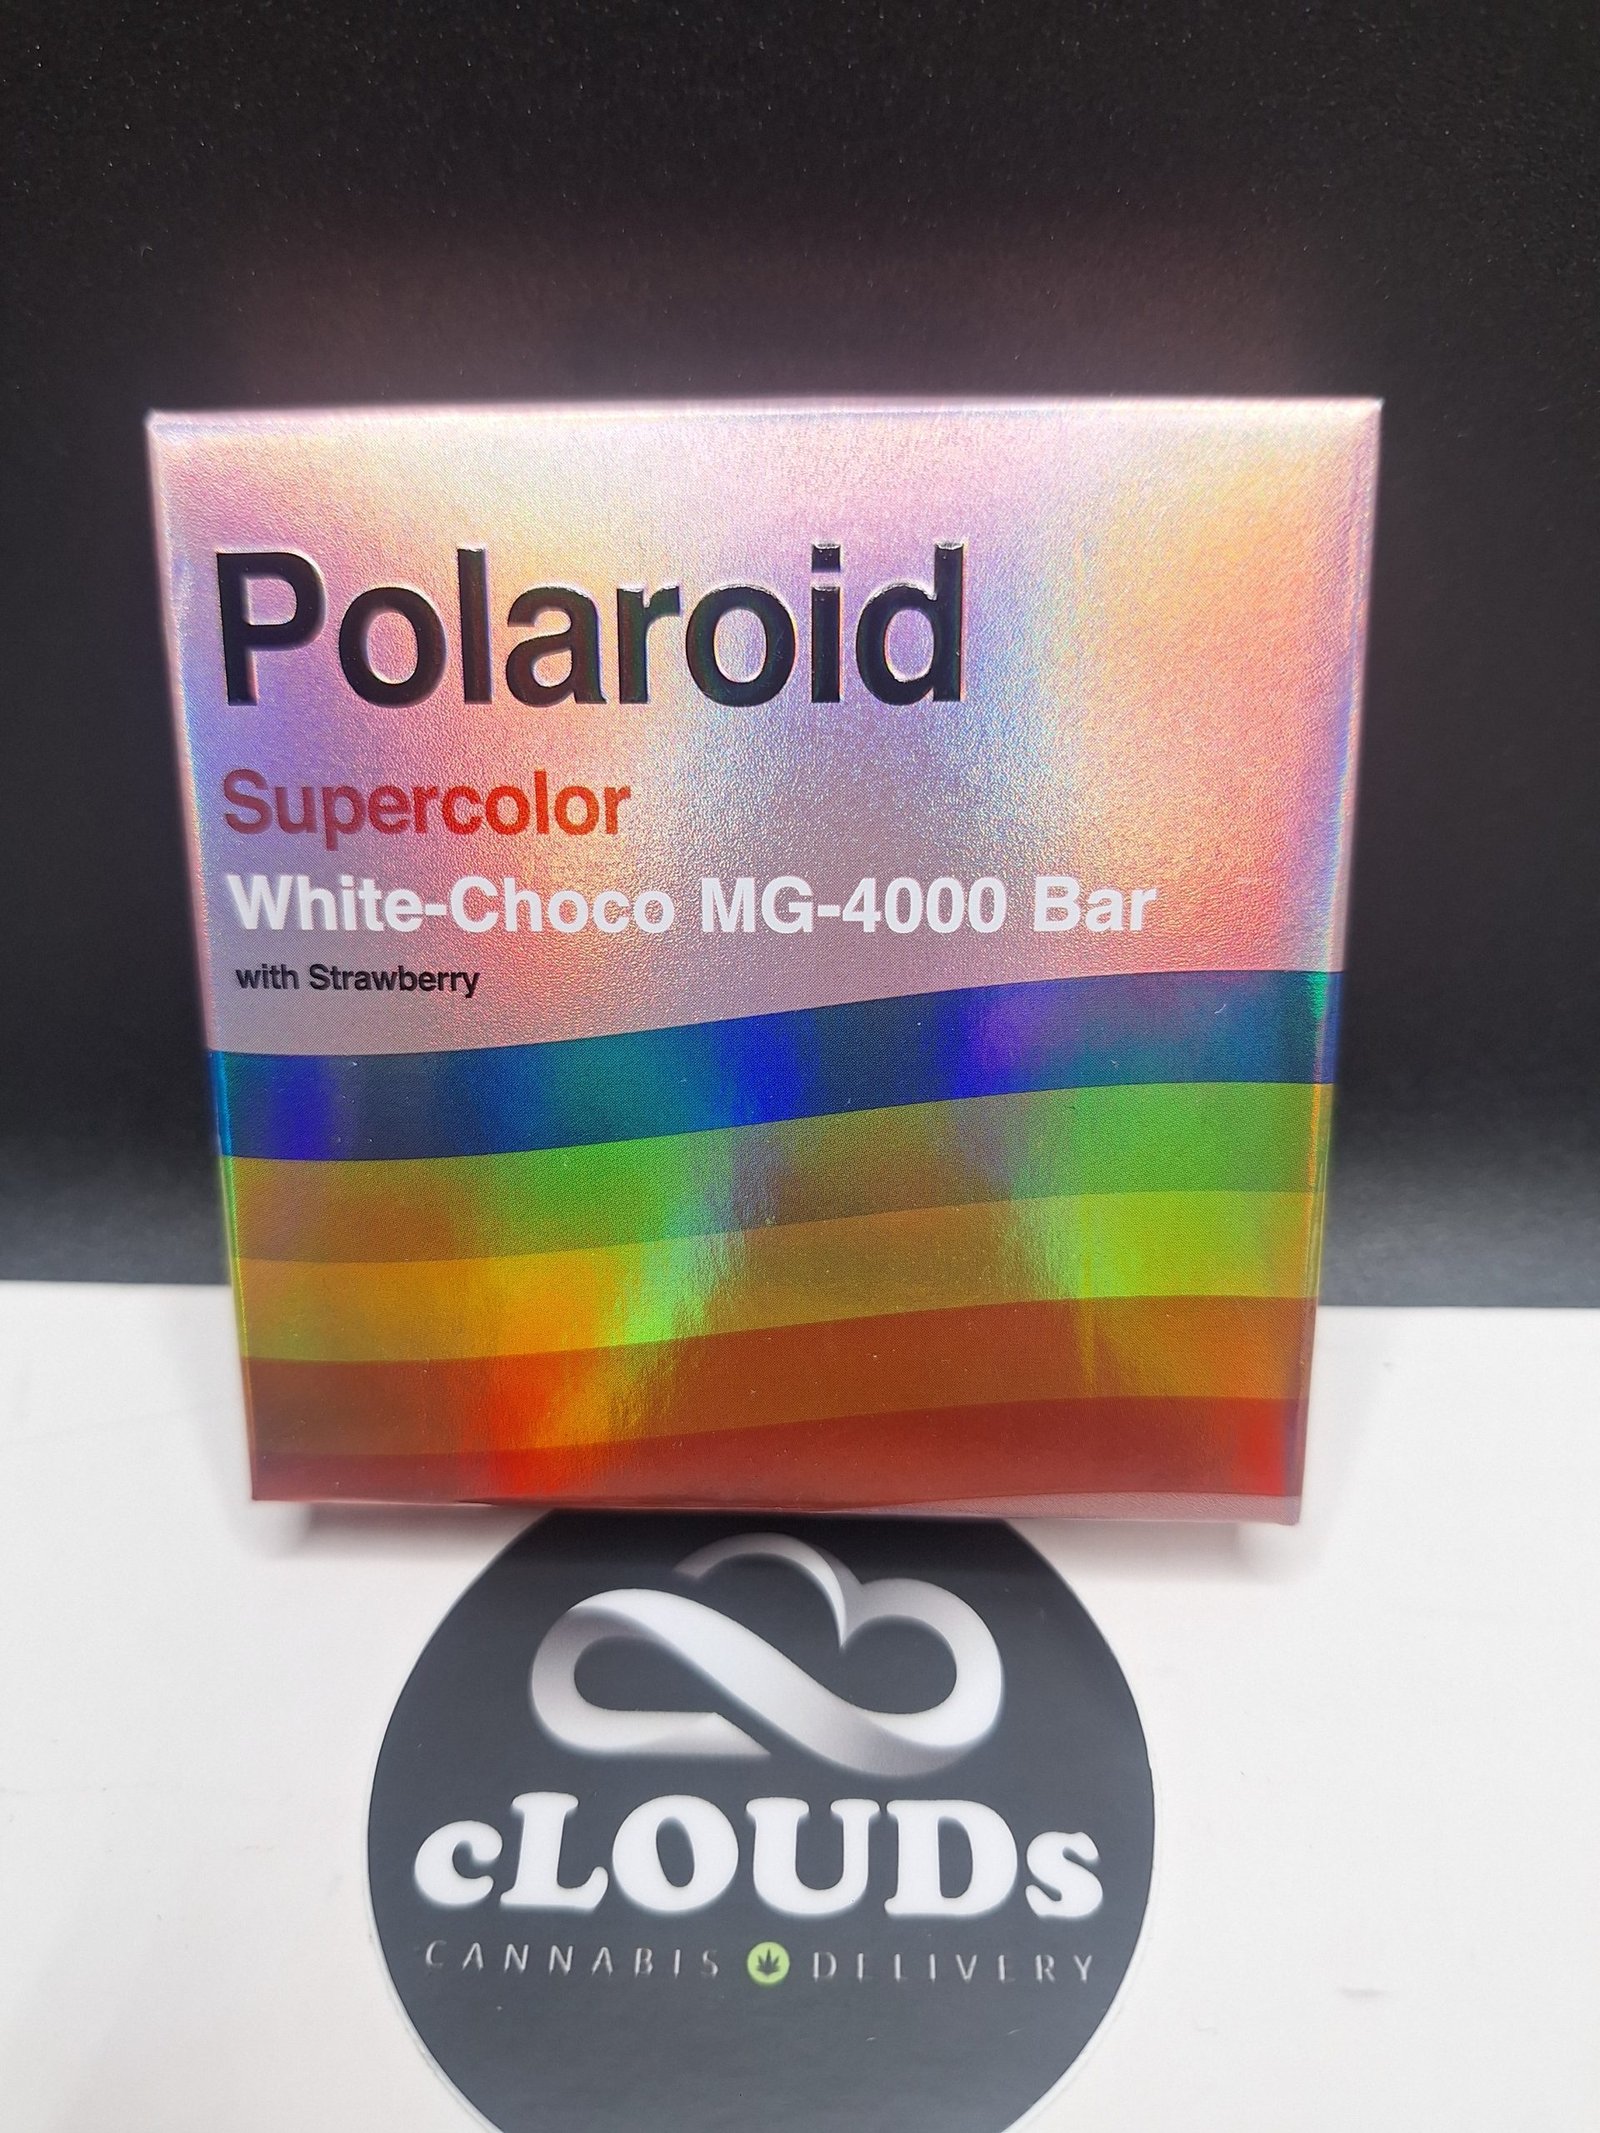 Polaroid
Supercolor
White-Choco MG-4000 Bar
with Strawberry
cLOUDs
CANNABIS DELIVERY